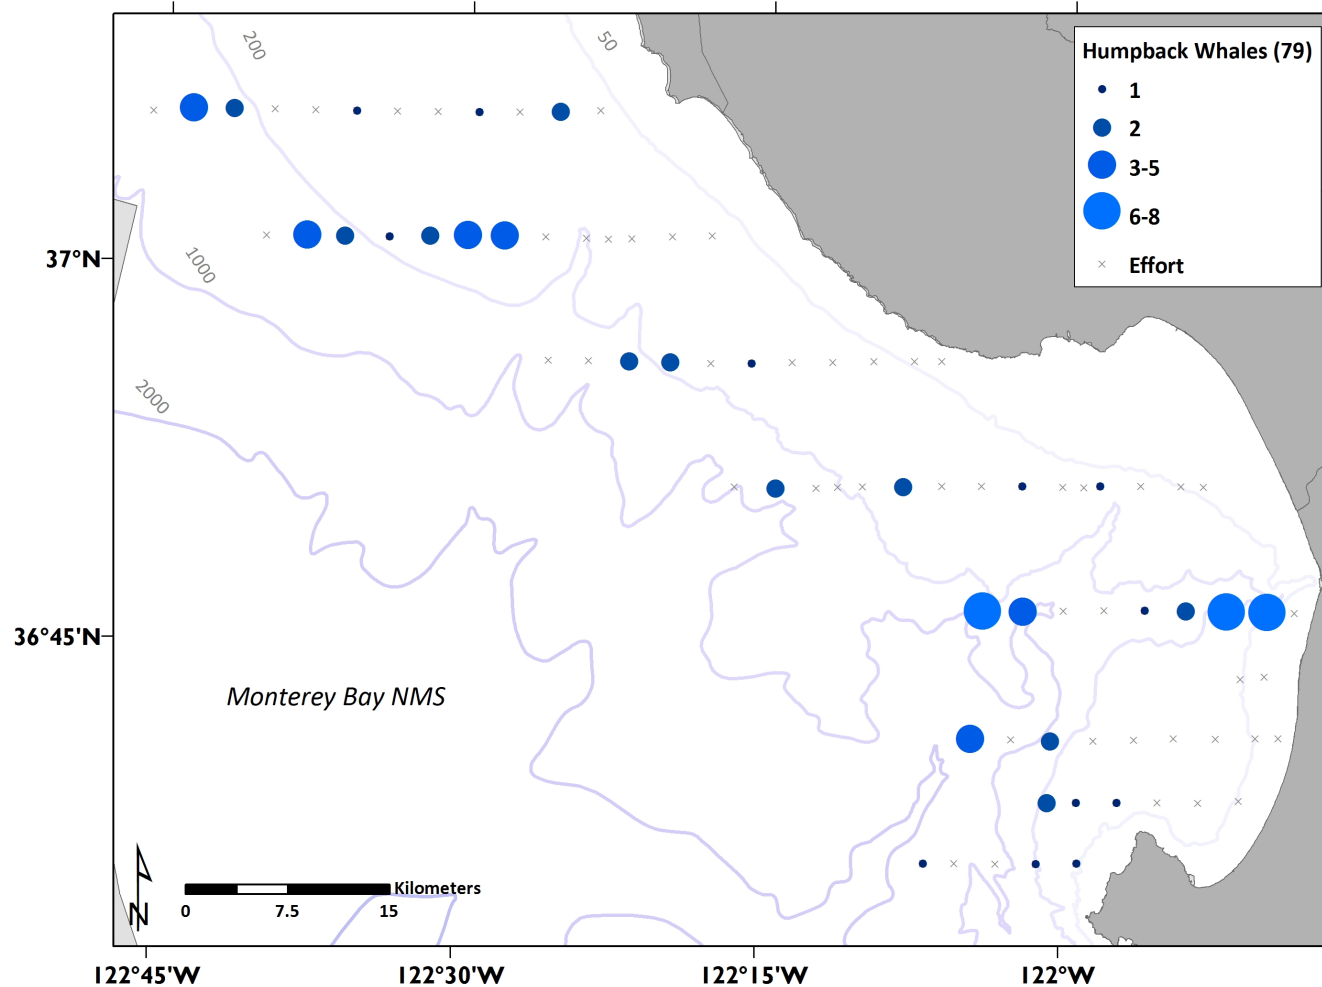 200
50
Humpback Whales (79)
1
2
3-5
6-8
Effort
37°N
1000
2000
36°45'N
Monterey Bay NMS
N
Kilometers
0 7.5 15
122°45'W 122°30'W 122°15'W 122°W